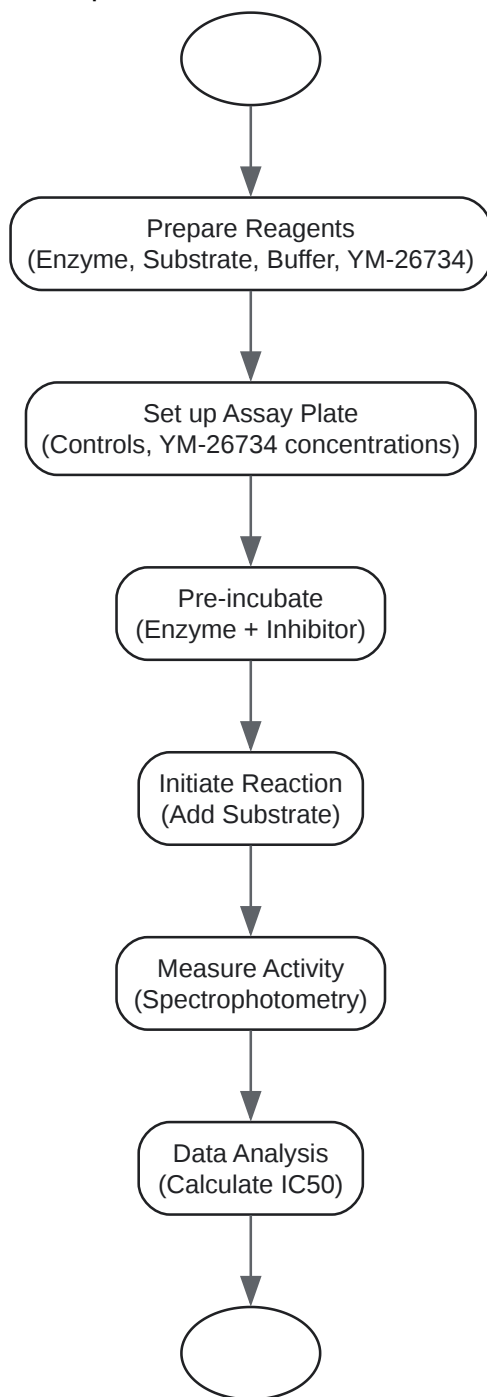 Prepare Reagents
(Enzyme, Substrate, Buffer, YM-26734)
Set up Assay Plate
(Controls, YM-26734 concentrations)
Pre-incubate
(Enzyme + Inhibitor)
Initiate Reaction
(Add Substrate)
Measure Activity
(Spectrophotometry)
Data Analysis
(Calculate IC50)